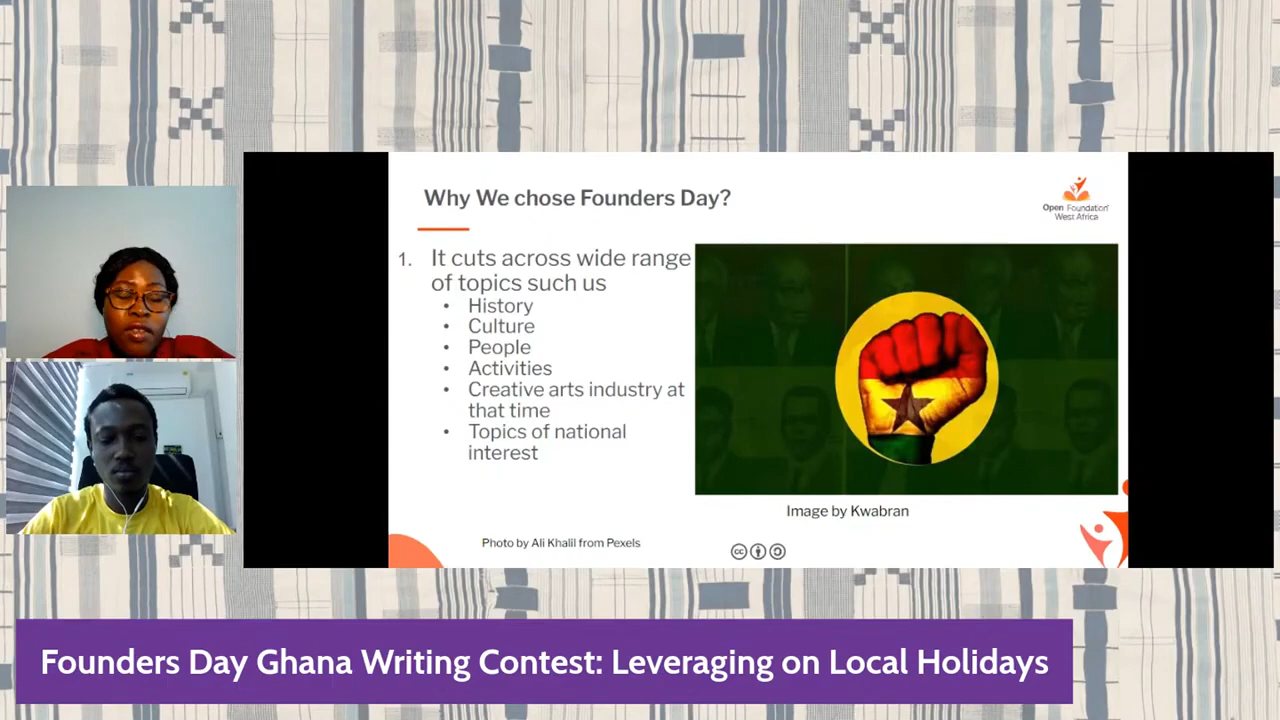 Why We chose Founders Day?
Open Foundation
West Africa
1. It cuts across wide range
of topics such us
• History
• Culture
• People
• Activities
• Creative arts industry at
that time
• Topics of national
interest
Image by Kwabran
Photo by Ali Khalil from Pexels
cc
Founders Day Ghana Writing Contest: Leveraging on Local Holidays